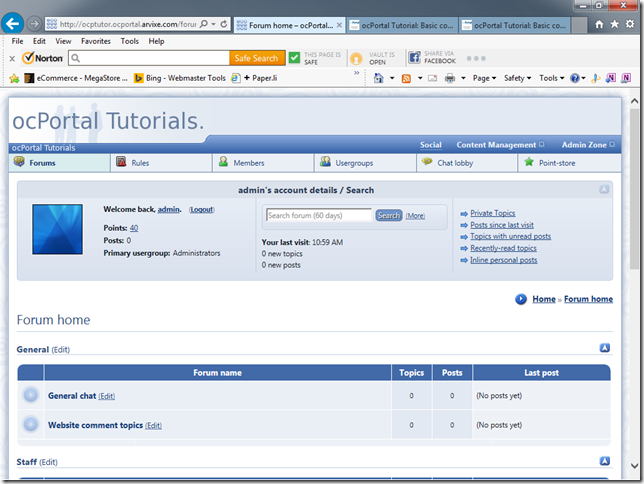 http://ocptutor.ocportal.arvixe.com/foru
Forum home – ocPortal...
ocPortal Tutorial: Basic co...
ocPortal Tutorial: Basic co...
File Edit View Favorites Tools Help
Norton
Safe Search
THIS PAGE IS SAFE
VAULT IS OPEN
SHARE VIA FACEBOOK
eCommerce - MegaStore ...
Bing - Webmaster Tools
+ Paper.li
Page Safety Tools
ocPortal Tutorials.
ocPortal Tutorials
Social Content Management Admin Zone
Forums Rules Members Usergroups Chat lobby Point-store
admin's account details / Search
Welcome back, admin. (Logout)
Points: 40
Posts: 0
Primary usergroup: Administrators
Search forum (60 days) Search (More)
Your last visit: 10:59 AM
0 new topics
0 new posts
Private Topics
Posts since last visit
Topics with unread posts
Recently-read topics
Inline personal posts
Home » Forum home
Forum home
General (Edit)
Forum name Topics Posts Last post
General chat (Edit) 0 0 (No posts yet)
Website comment topics (Edit) 0 0 (No posts yet)
Staff (Edit)